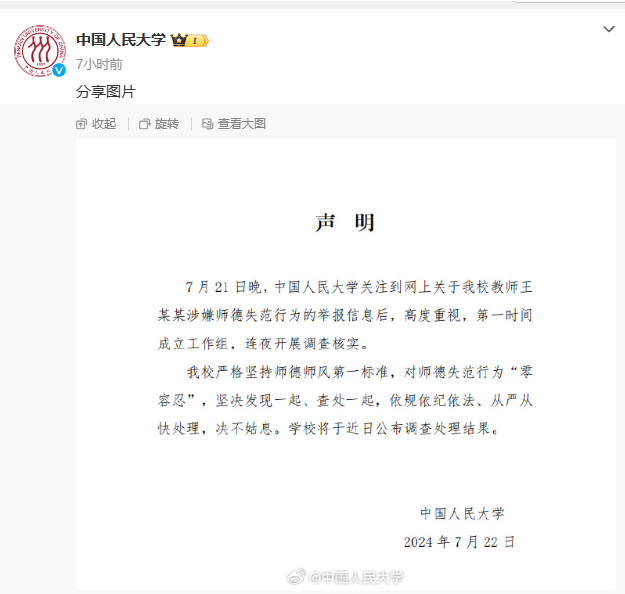 中国人民大学
7小时前
分享图片
收起 旋转 查看大图
声 明
7 月 21 日晚，中国人民大学关注到网上关于我校教师王
某某涉嫌师德失范行为的举报信息后，高度重视，第一时间
成立工作组，连夜开展调查核实。
我校严格坚持师德师风第一标准，对师德失范行为“零
容忍”，坚决发现一起、查处一起，依规依纪依法、从严从
快处理，决不姑息。学校将于近日公布调查处理结果。
中国人民大学
2024 年 7 月 22 日
@中国人民大学